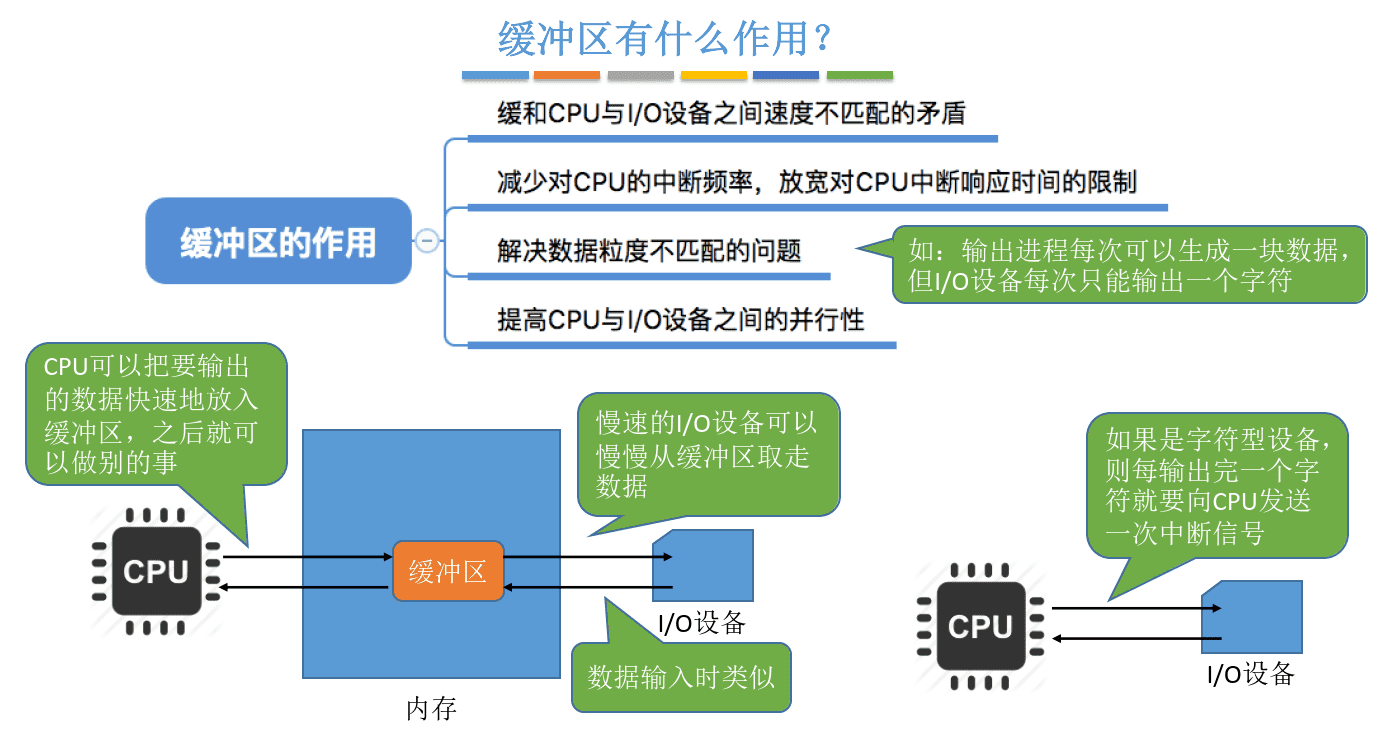 缓冲区有什么作用？
缓和CPU与I/O设备之间速度不匹配的矛盾
减少对CPU的中断频率，放宽对CPU中断响应时间的限制
缓冲区的作用
解决数据粒度不匹配的问题
如：输出进程每次可以生成一块数据，
但I/O设备每次只能输出一个字符
提高CPU与I/O设备之间的并行性
CPU可以把要输出
的数据快速地放入
缓冲区，之后就可
以做别的事
慢速的I/O设备可以
慢慢从缓冲区取走
数据
如果是字符型设备，
则每输出完一个字
符就要向CPU发送
一次中断信号
CPU
缓冲区
I/O设备
数据输入时类似
内存
CPU
I/O设备